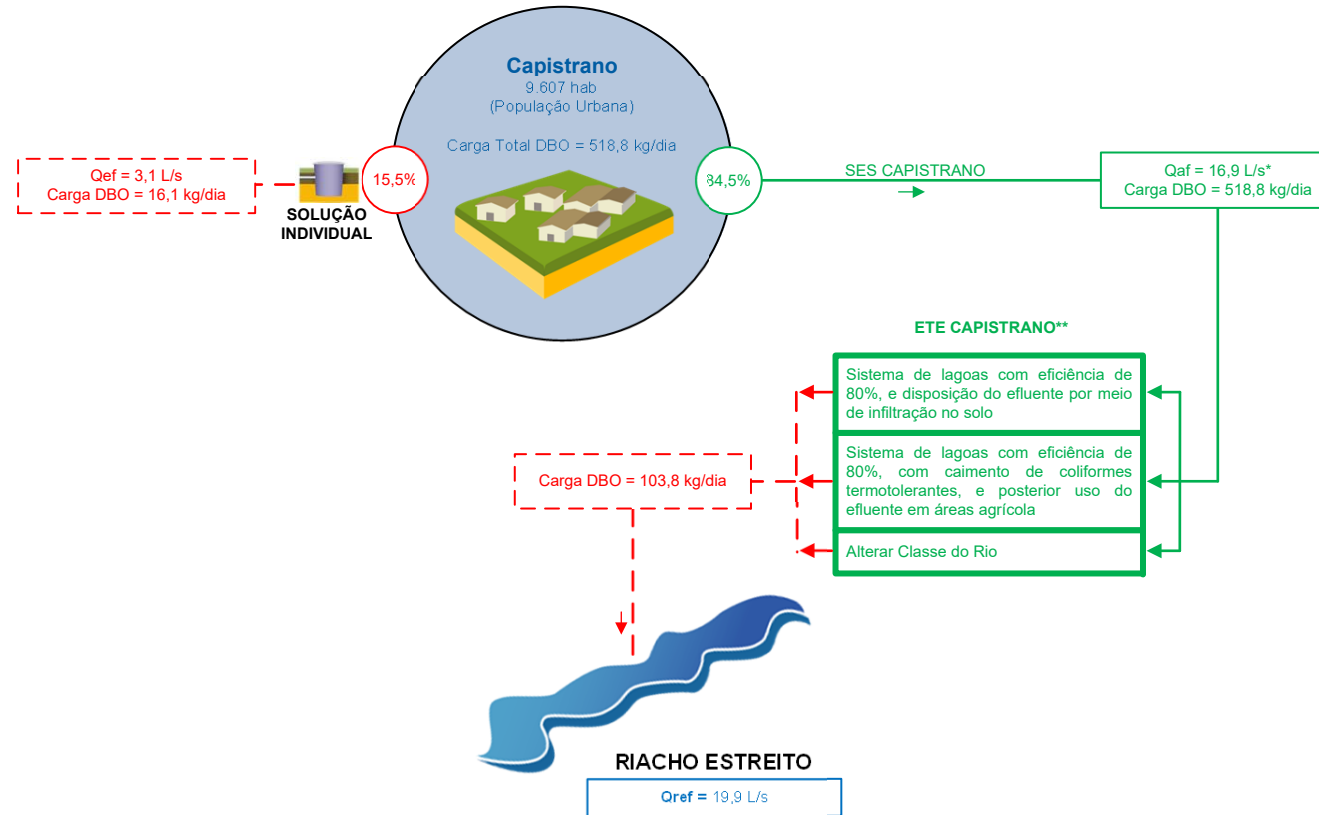 Capistrano
9.607 hab
(População Urbana)
Carga Total DBO = 518,8 kg/dia
Qef = 3,1 L/s
Carga DBO = 16,1 kg/dia
SOLUÇÃO
INDIVIDUAL
15,5%
84,5%
SES CAPISTRANO
Qaf = 16,9 L/s*
Carga DBO = 518,8 kg/dia
ETE CAPISTRANO**
Sistema de lagoas com eficiência de
80%, e disposição do efluente por meio
de infiltração no solo
Sistema de lagoas com eficiência de
80%, com caimento de coliformes
termotolerantes, e posterior uso do
efluente em áreas agrícola
Alterar Classe do Rio
Carga DBO = 103,8 kg/dia
RIACHO ESTREITO
Qref = 19,9 L/s